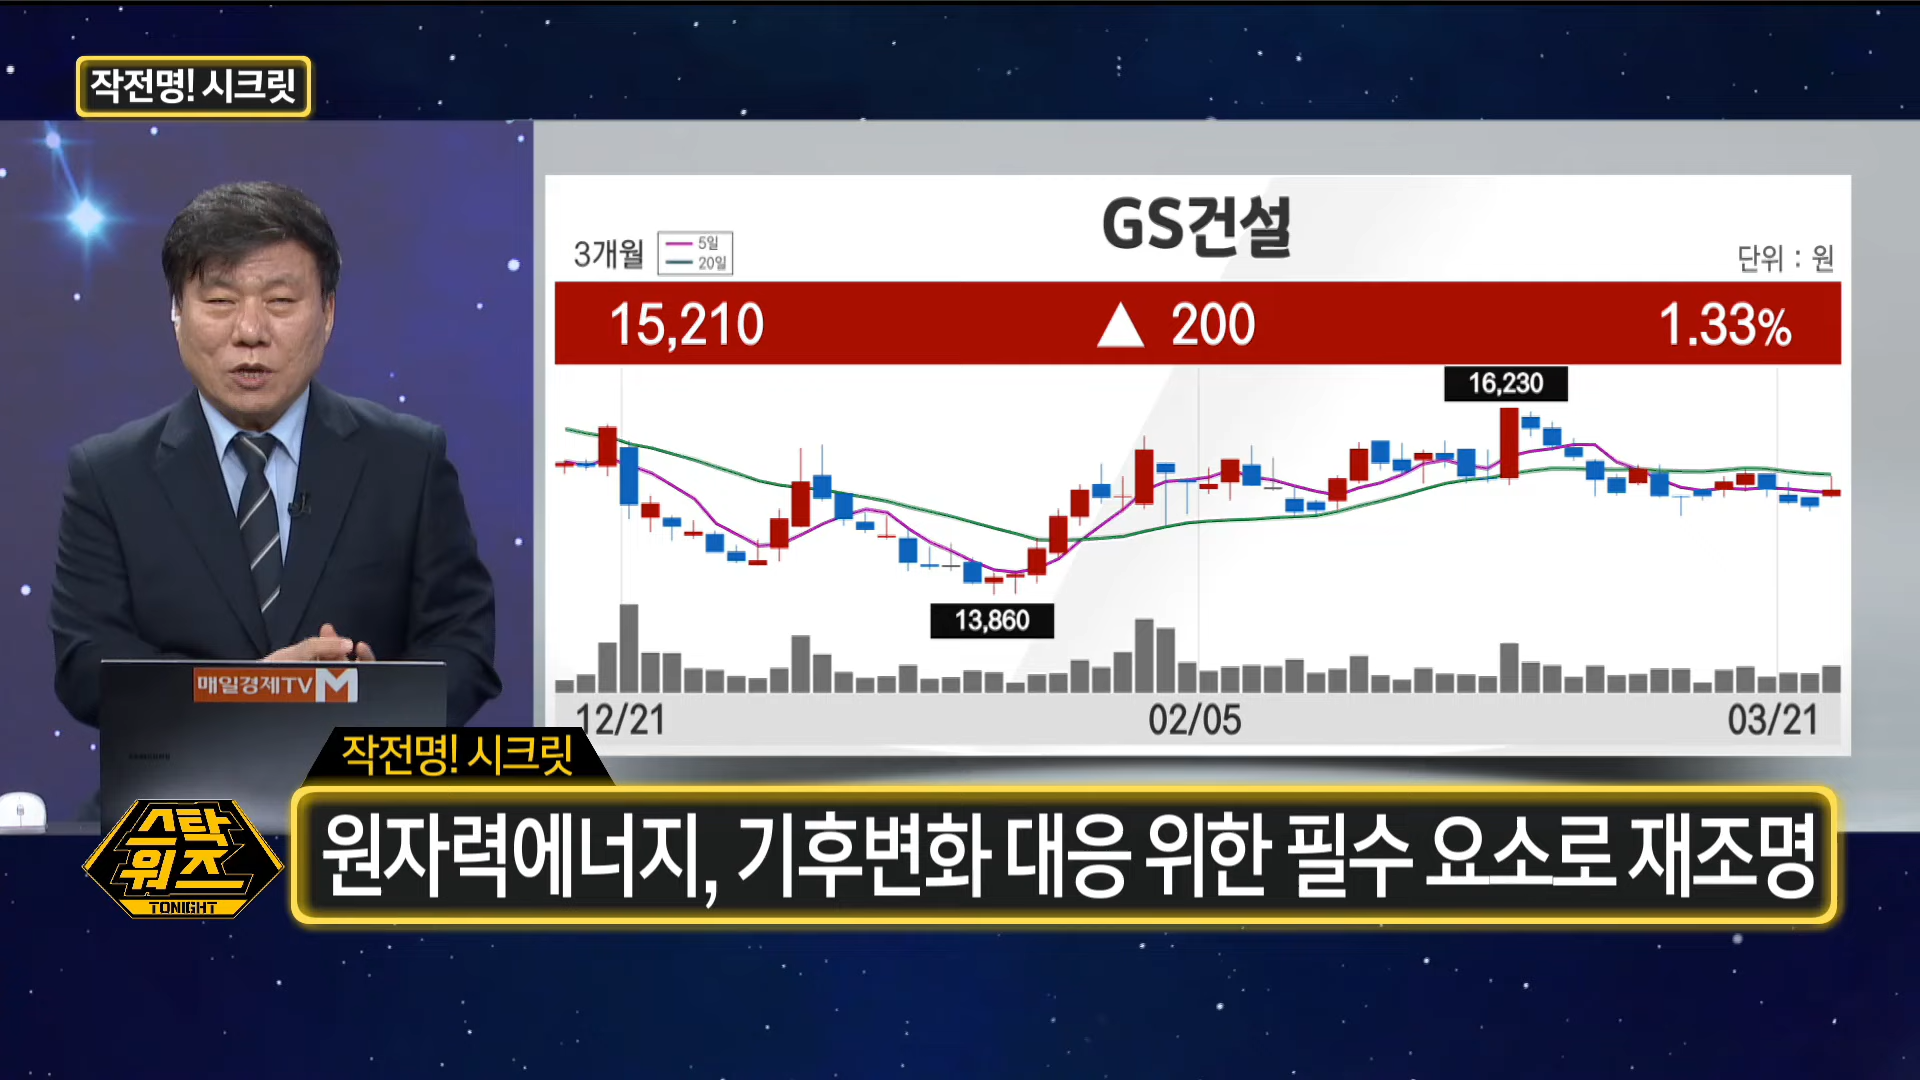 작전명! 시크릿
GS건설
3개월
5일
20일
단위 : 원
15,210 ▲ 200 1.33%
16,230
13,860
12/21 02/05 03/21
매일경제TV M
SAMSUNG
작전명! 시크릿
스탁
워즈
TONIGHT
원자력에너지, 기후변화 대응 위한 필수 요소로 재조명